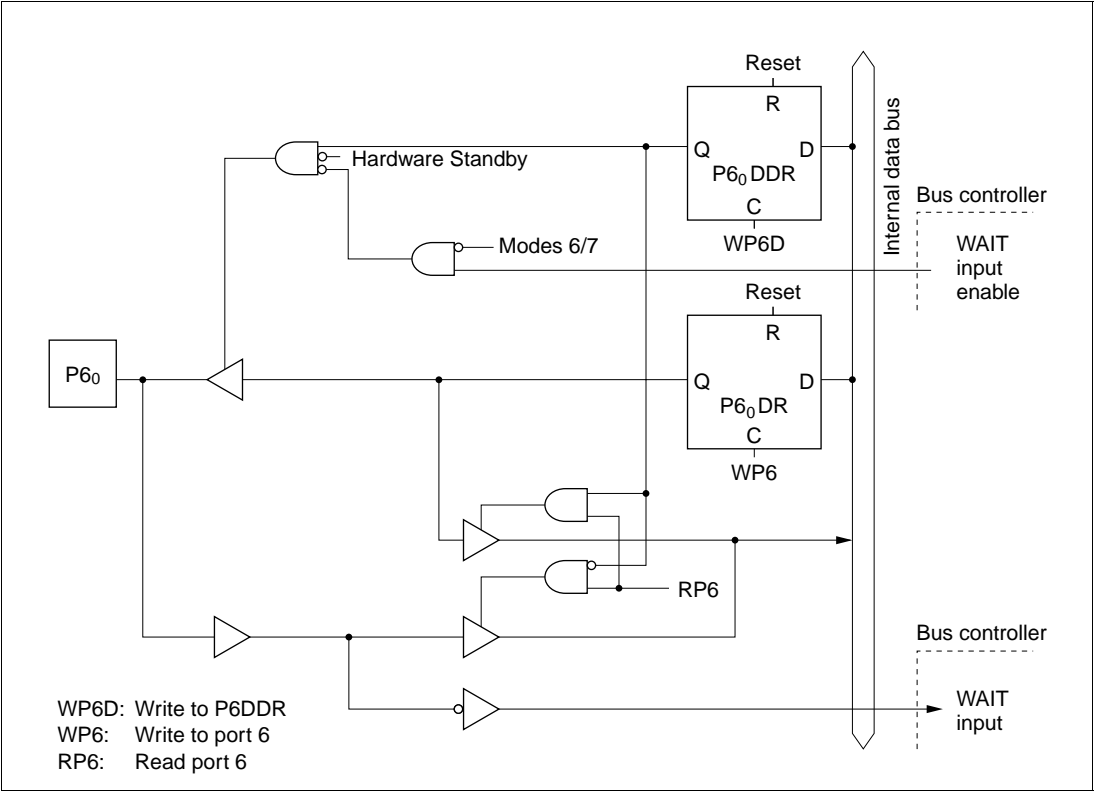 Reset
R
Q
D
P6₀ DDR
C
WP6D
Hardware Standby
Modes 6/7
Internal data bus
Bus controller
WAIT
input
enable
Reset
R
P6₀
Q
D
P6₀ DR
C
WP6
RP6
Bus controller
WAIT
input
WP6D: Write to P6DDR
WP6: Write to port 6
RP6: Read port 6